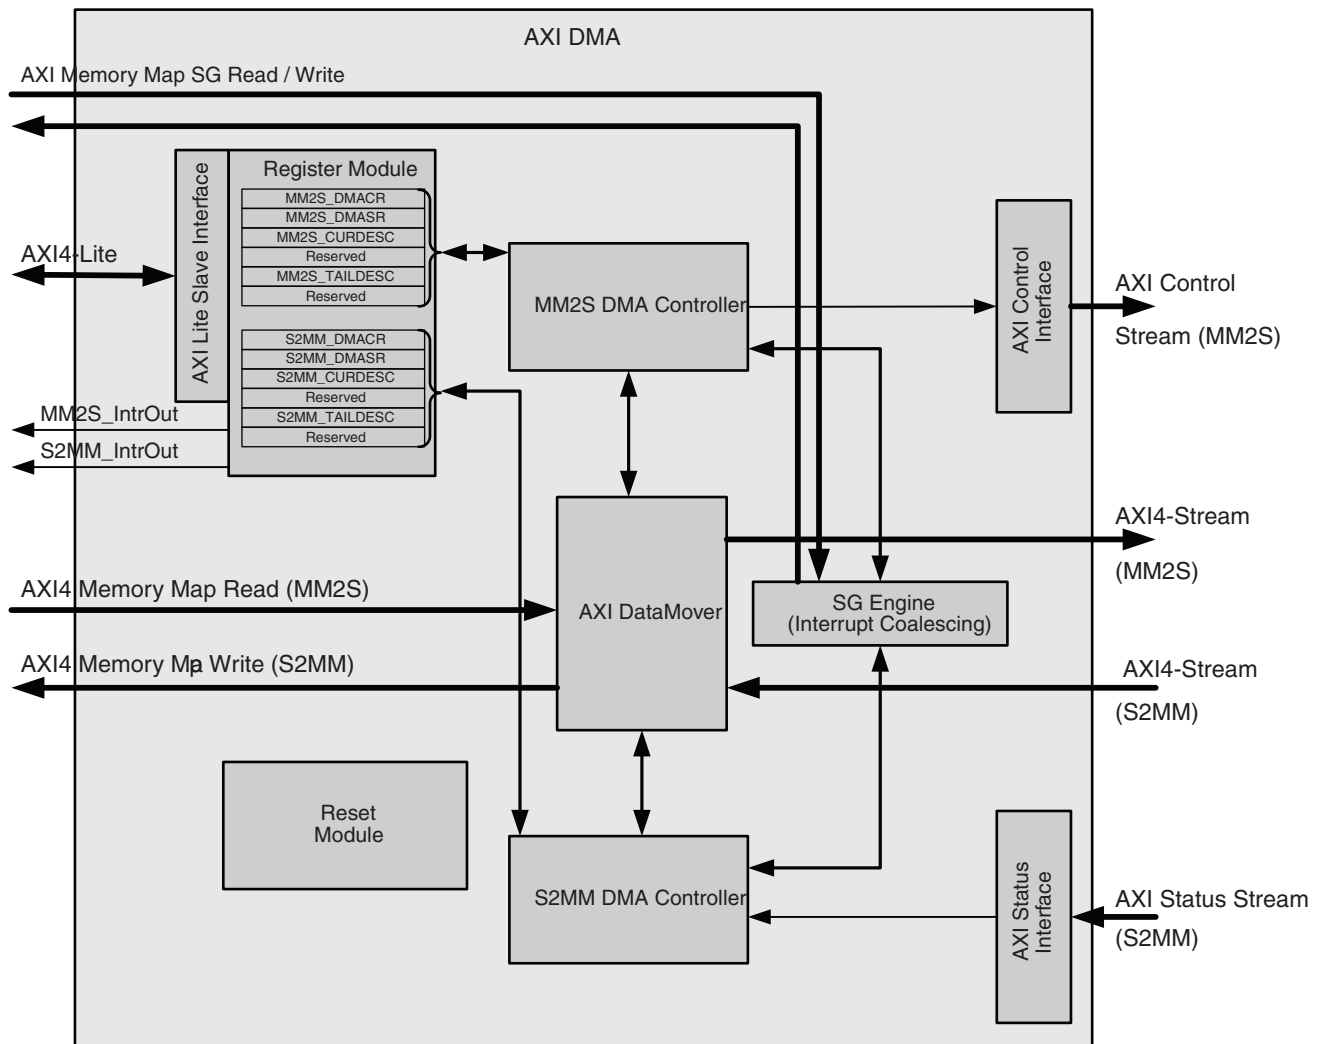 AXI DMA
AXI Memory Map SG Read / Write
AXI Lite Slave Interface
Register Module
MM2S_DMACR
MM2S_DMASR
MM2S_CURDESC
Reserved
MM2S_TAILDESC
Reserved
S2MM_DMACR
S2MM_DMASR
S2MM_CURDESC
Reserved
S2MM_TAILDESC
Reserved
AXI4-Lite
MM2S_IntrOut
S2MM_IntrOut
MM2S DMA Controller
AXI Control
Interface
AXI Control
Stream (MM2S)
AXI4-Stream
(MM2S)
AXI4 Memory Map Read (MM2S)
AXI DataMover
SG Engine
(Interrupt Coalescing)
AXI4 Memory Map Write (S2MM)
AXI4-Stream
(S2MM)
Reset
Module
S2MM DMA Controller
AXI Status
Interface
AXI Status Stream
(S2MM)